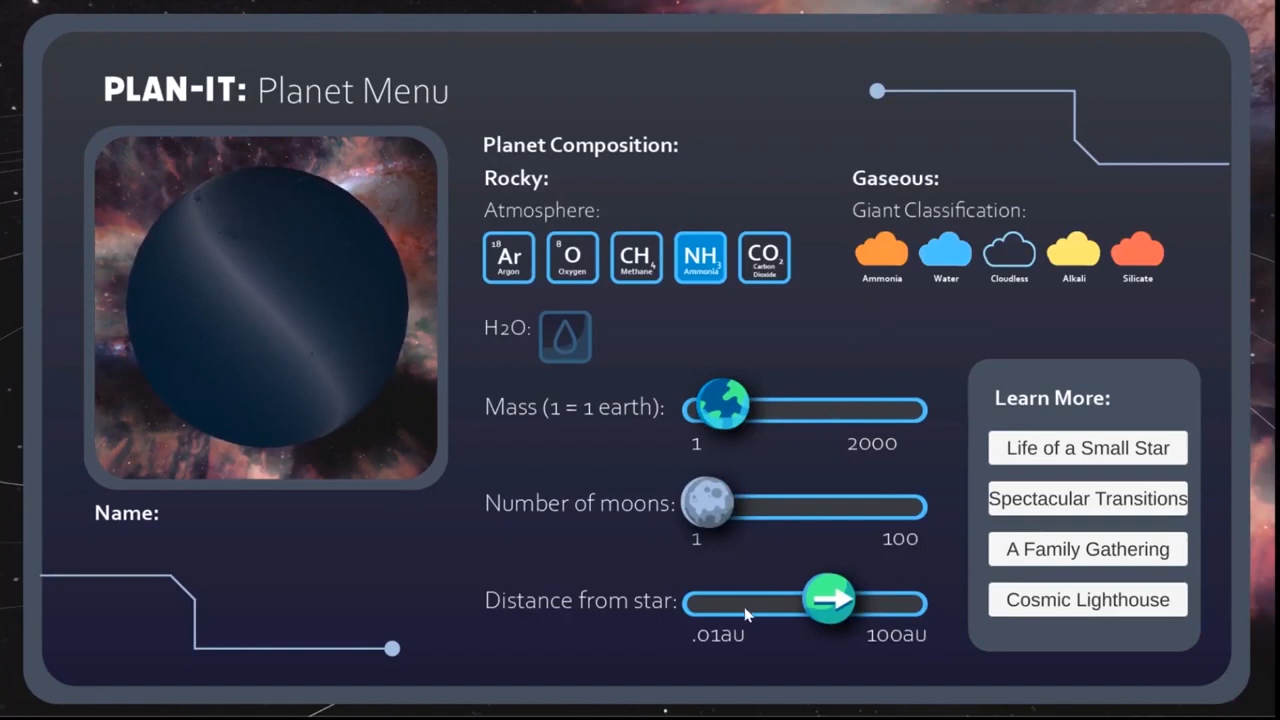 PLAN-IT: Planet Menu
Planet Composition:
Rocky:
Atmosphere:
18 Ar Argon
8 O Oxygen
CH4 Methane
NH3 Ammonia
CO2 Carbon Dioxide
Gaseous:
Giant Classification:
Ammonia
Water
Cloudless
Alkali
Silicate
H2O:
Mass (1 = 1 earth):
1 2000
Number of moons:
1 100
Distance from star:
.01au 100au
Name:
Learn More:
Life of a Small Star
Spectacular Transitions
A Family Gathering
Cosmic Lighthouse